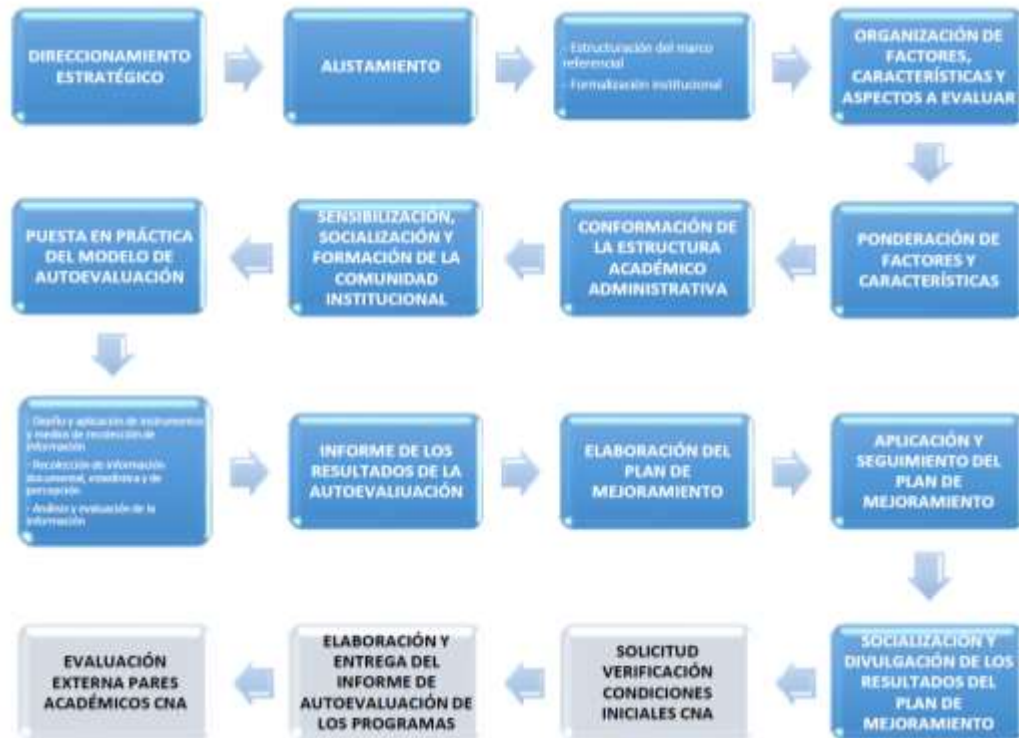 DIRECCIONAMIENTO
ESTRATÉGICO
ALISTAMIENTO
- Estructuración del marco
referencial
- Formalización institucional
ORGANIZACIÓN DE
FACTORES,
CARACTERÍSTICAS Y
ASPECTOS A EVALUAR
PONDERACIÓN DE
FACTORES Y
CARACTERÍSTICAS
CONFORMACIÓN DE
LA ESTRUCTURA
ACADÉMICO
ADMINISTRATIVA
SENSIBILIZACIÓN,
SOCIALIZACIÓN Y
FORMACIÓN DE LA
COMUNIDAD
INSTITUCIONAL
PUESTA EN PRÁCTICA
DEL MODELO DE
AUTOEVALUACIÓN
- Diseño y aplicación de instrumentos
y medios de recolección de
información
- Recolección de información
documental, estadística y de
percepción
- Análisis y evaluación de la
información
INFORME DE LOS
RESULTADOS DE LA
AUTOEVALIUACIÓN
ELABORACIÓN DEL
PLAN DE
MEJORAMIENTO
APLICACIÓN Y
SEGUIMIENTO DEL
PLAN DE
MEJORAMIENTO
SOCIALIZACIÓN Y
DIVULGACIÓN DE LOS
RESULTADOS DEL
PLAN DE
MEJORAMIENTO
SOLICITUD
VERIFICACIÓN
CONDICIONES
INICIALES CNA
ELABORACIÓN Y
ENTREGA DEL
INFORME DE
AUTOEVALUACIÓN DE
LOS PROGRAMAS
EVALUACIÓN
EXTERNA PARES
ACADÉMICOS CNA